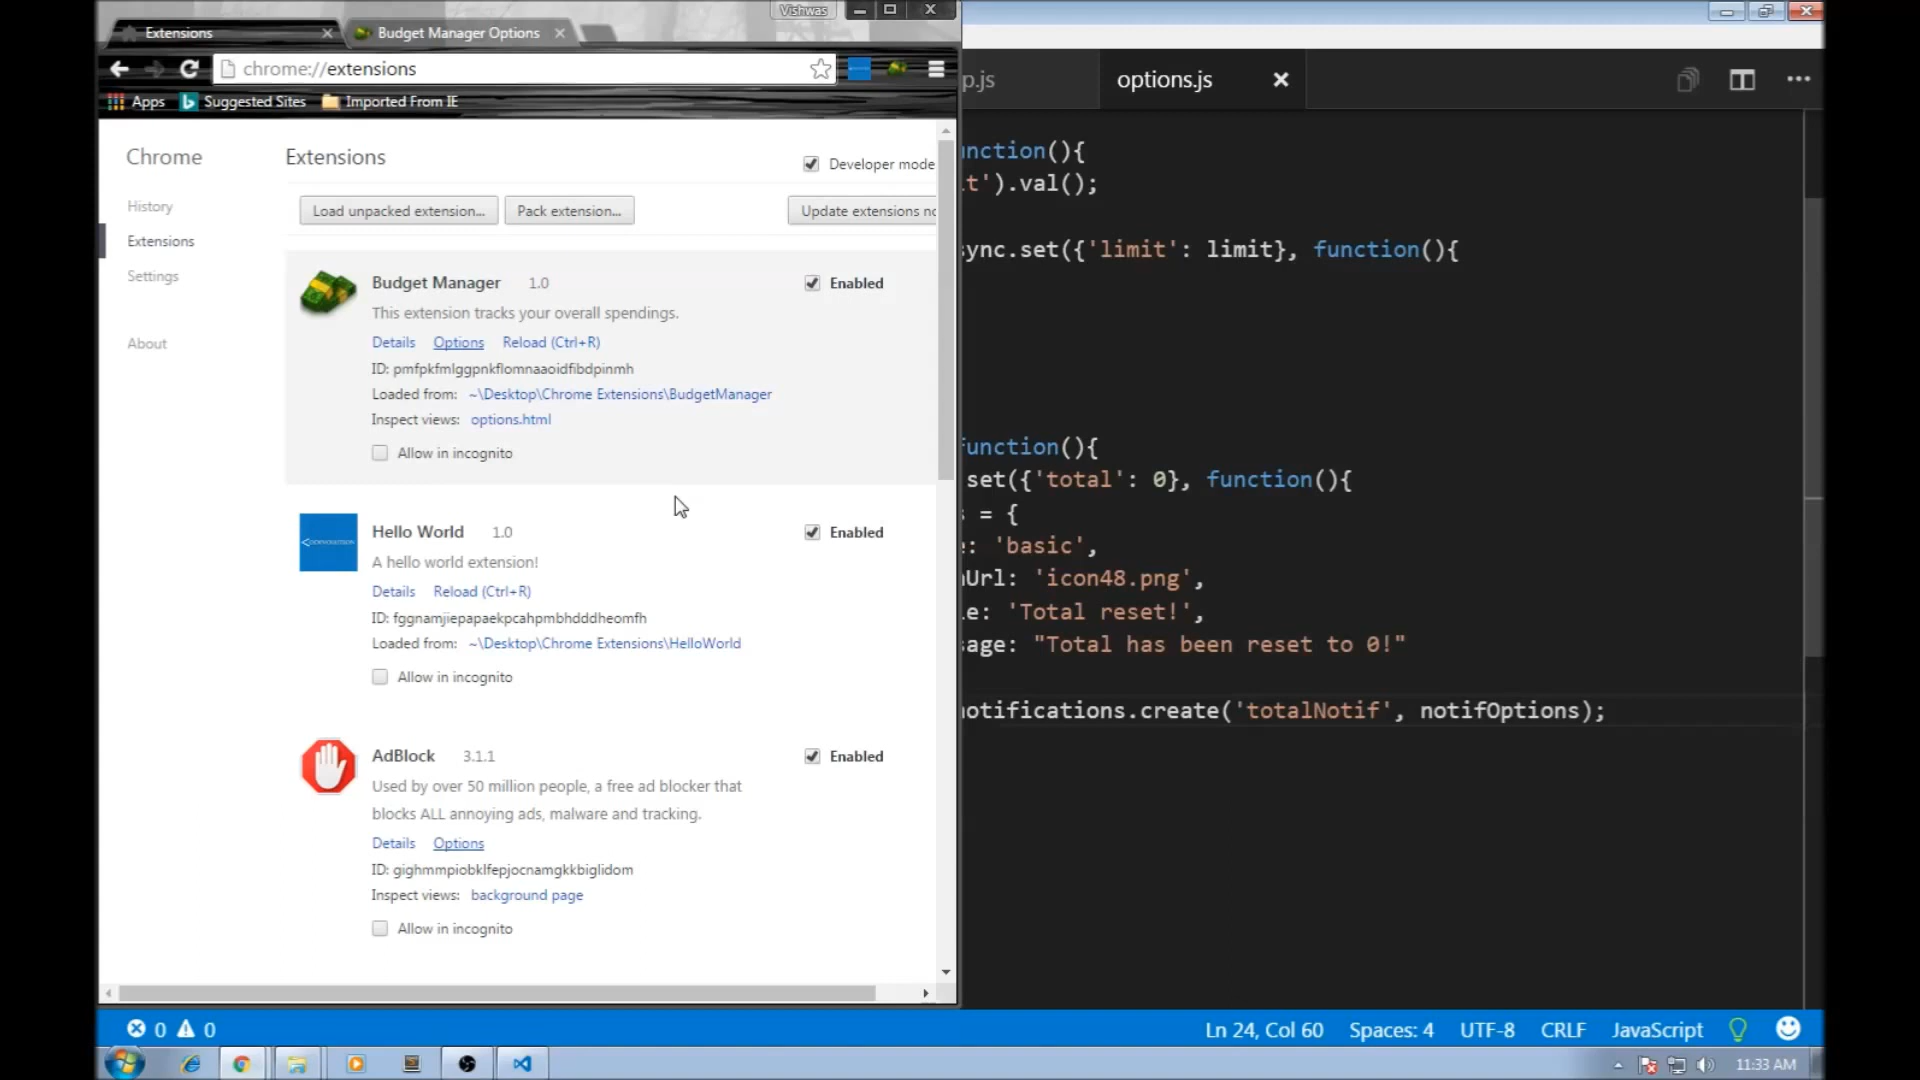 Vishwas
Extensions
Budget Manager Options
chrome://extensions
Apps
Suggested Sites
Imported From IE
Chrome
History
Extensions
Settings
About
Extensions
Developer mode
Load unpacked extension...
Pack extension...
Update extensions no
Budget Manager 1.0
Enabled
This extension tracks your overall spendings.
Details Options Reload (Ctrl+R)
ID: pmfpkfmlggpnkflomnaaoidfibdpinmh
Loaded from: ~\Desktop\Chrome Extensions\BudgetManager
Inspect views: options.html
Allow in incognito
Hello World 1.0
Enabled
A hello world extension!
Details Reload (Ctrl+R)
ID: fggnamjiepapaekpcahpmbhdddheomfh
Loaded from: ~\Desktop\Chrome Extensions\HelloWorld
Allow in incognito
AdBlock 3.1.1
Enabled
Used by over 50 million people, a free ad blocker that
blocks ALL annoying ads, malware and tracking.
Details Options
ID: gighmmpiobklfepjocnamgkkbiglidom
Inspect views: background page
Allow in incognito
p.js
options.js
unction(){
t').val();
sync.set({'limit': limit}, function(){
function(){
set({'total': 0}, function(){
s = {
e: 'basic',
nUrl: 'icon48.png',
le: 'Total reset!',
sage: "Total has been reset to 0!"
notifications.create('totalNotif', notifOptions);
0 0
Ln 24, Col 60
Spaces: 4
UTF-8
CRLF
JavaScript
11:33 AM